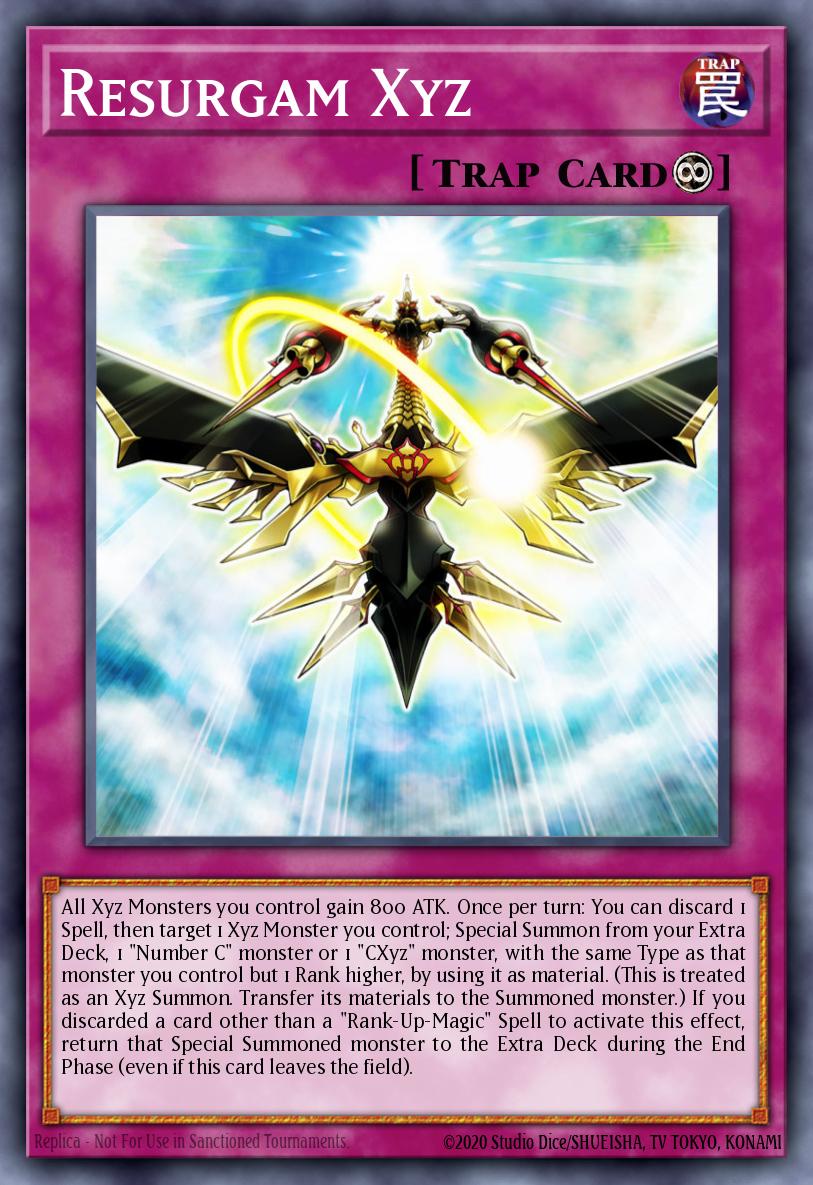 Resurgam Xyz
TRAP
罠
[ Trap Card ]
All Xyz Monsters you control gain 800 ATK. Once per turn: You can discard 1
Spell, then target 1 Xyz Monster you control; Special Summon from your Extra
Deck, 1 "Number C" monster or 1 "CXyz" monster, with the same Type as that
monster you control but 1 Rank higher, by using it as material. (This is treated
as an Xyz Summon. Transfer its materials to the Summoned monster.) If you
discarded a card other than a "Rank-Up-Magic" Spell to activate this effect,
return that Special Summoned monster to the Extra Deck during the End
Phase (even if this card leaves the field).
Replica - Not For Use in Sanctioned Tournaments.
©2020 Studio Dice/SHUEISHA, TV TOKYO, KONAMI